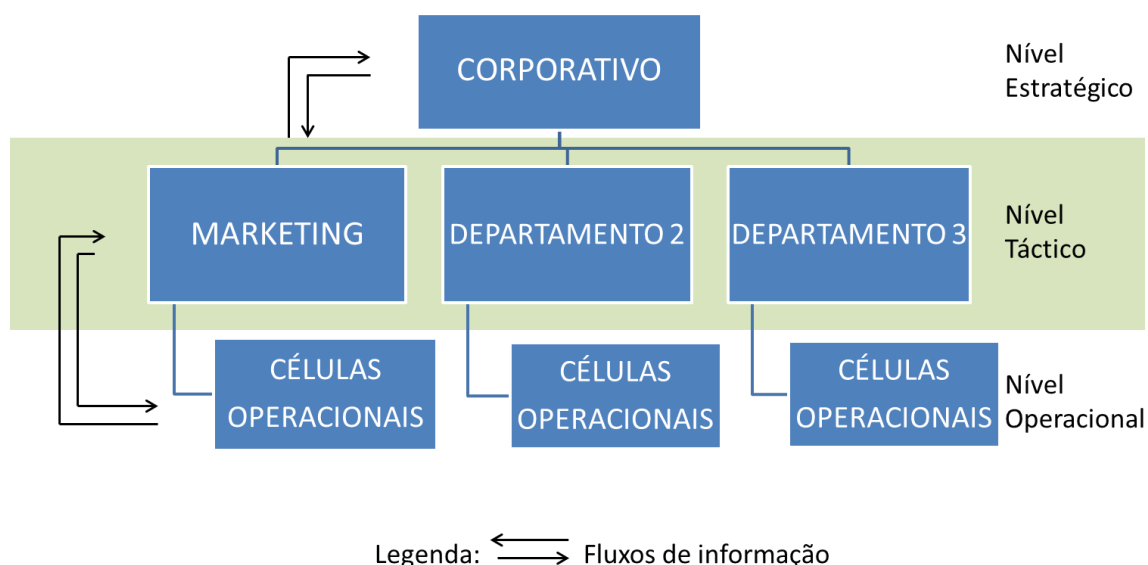 CORPORATIVO
Nível
Estratégico
MARKETING
DEPARTAMENTO 2
DEPARTAMENTO 3
Nível
Táctico
CÉLULAS
OPERACIONAIS
CÉLULAS
OPERACIONAIS
CÉLULAS
OPERACIONAIS
Nível
Operacional
Legenda: Fluxos de informação